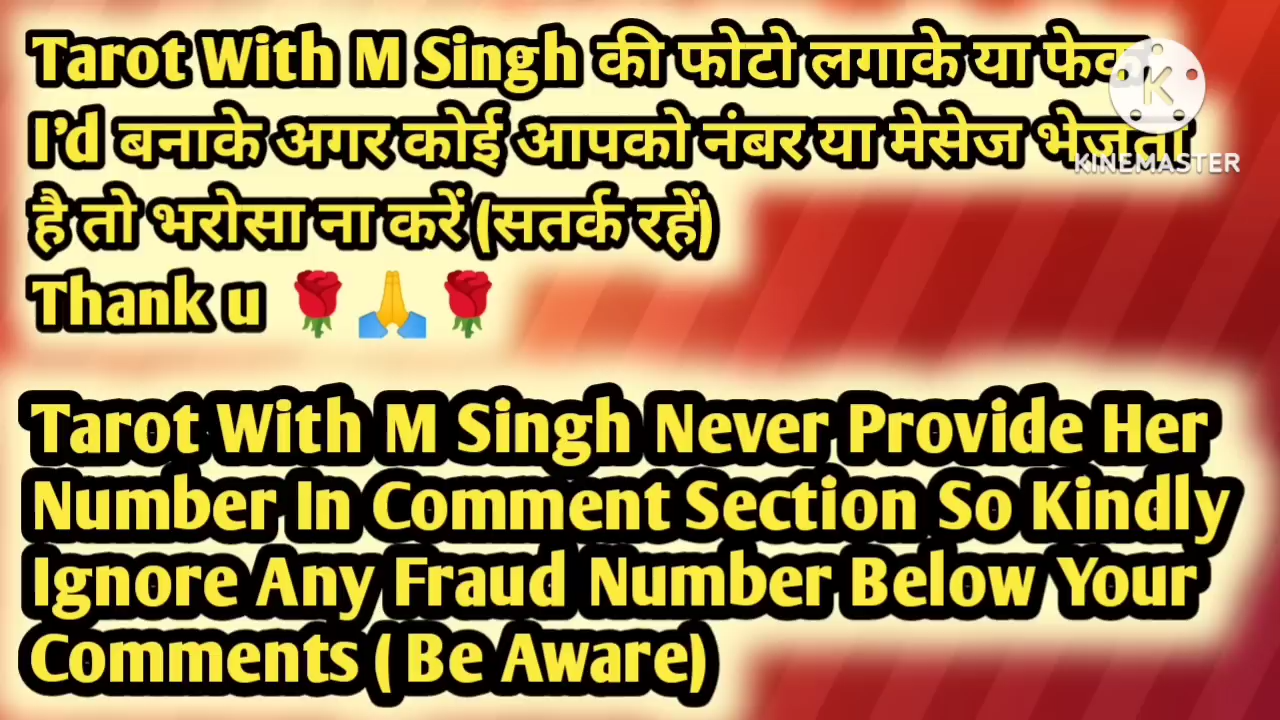 Tarot With M Singh की फोटो लगाके या फेक
I'd बनाके अगर कोई आपको नंबर या मेसेज भेजता
है तो भरोसा ना करें (सतर्क रहें)
Thank u 🌹🙏🌹
Tarot With M Singh Never Provide Her
Number In Comment Section So Kindly
Ignore Any Fraud Number Below Your
Comments ( Be Aware)
K
KINEMASTER